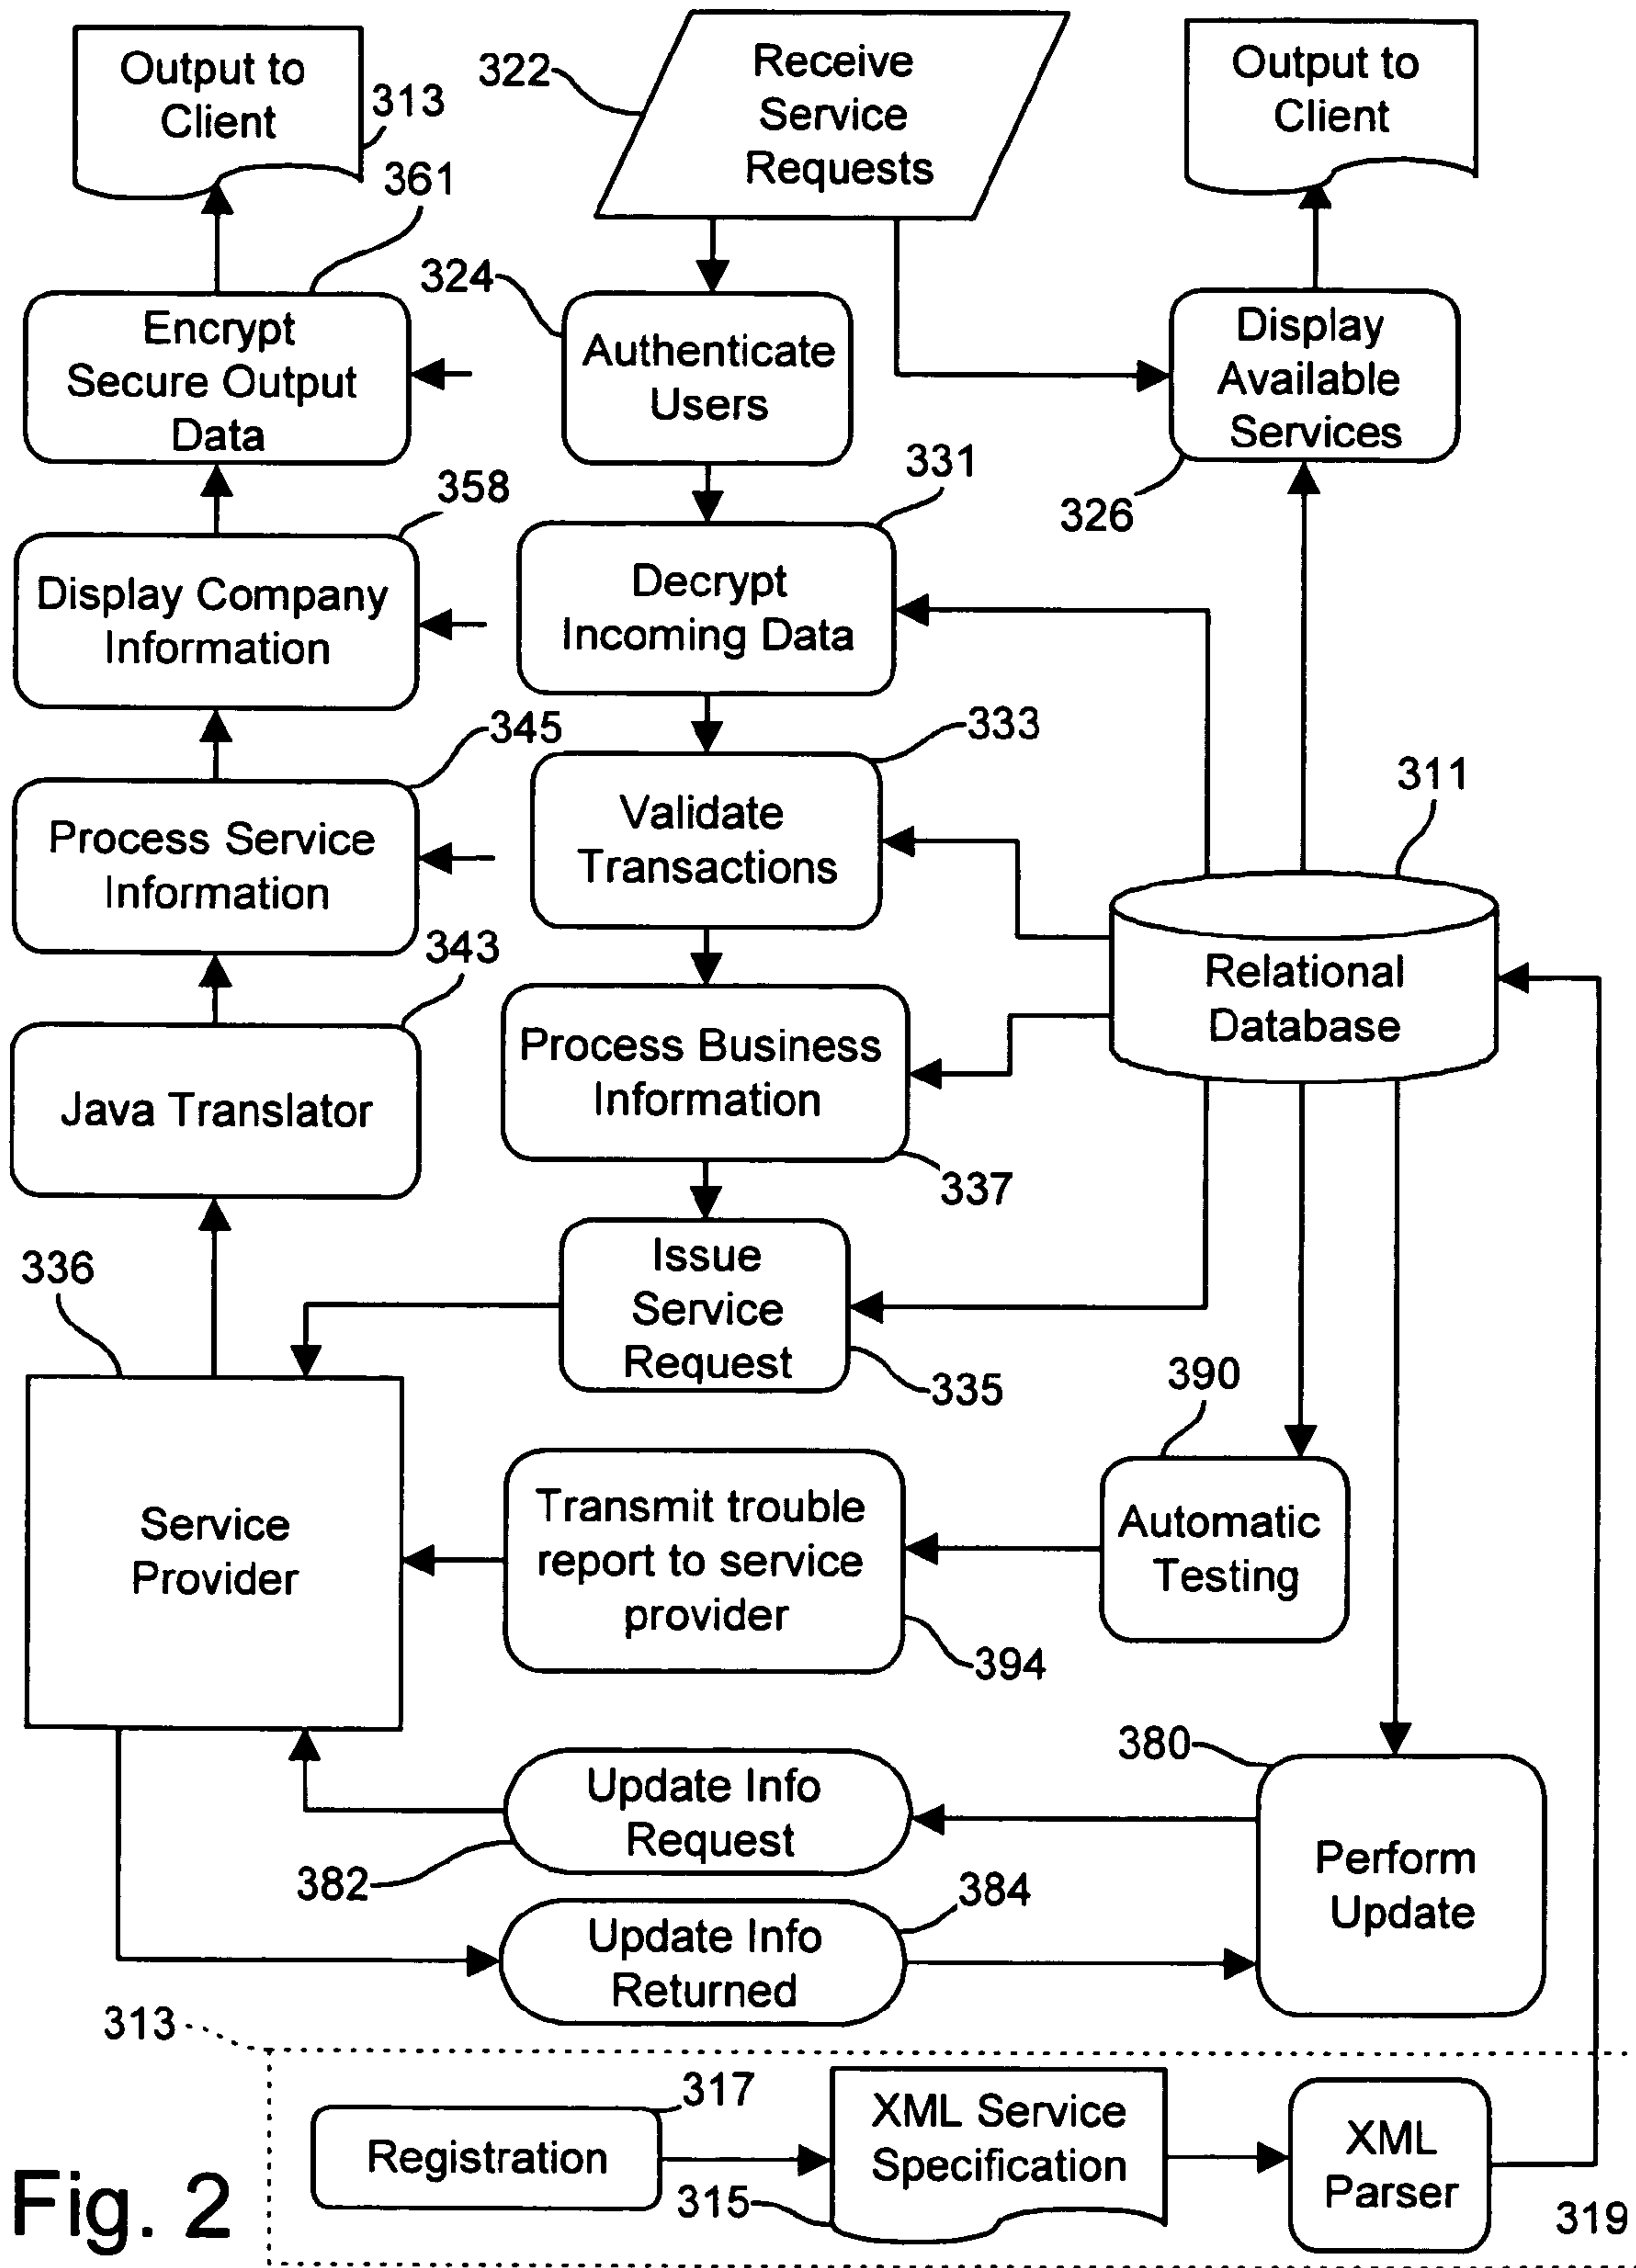 Output to
Client
313
322
Receive
Service
Requests
Output to
Client
361
Encrypt
Secure Output
Data
324
Authenticate
Users
Display
Available
Services
326
358
Display Company
Information
331
Decrypt
Incoming Data
345
Process Service
Information
333
Validate
Transactions
311
Relational
Database
343
Java Translator
Process Business
Information
337
336
Service
Provider
Issue
Service
Request
335
390
Automatic
Testing
Transmit trouble
report to service
provider
394
380
Perform
Update
Update Info
Request
382
384
Update Info
Returned
313
317
Registration
XML Service
Specification
315
XML
Parser
319
Fig. 2